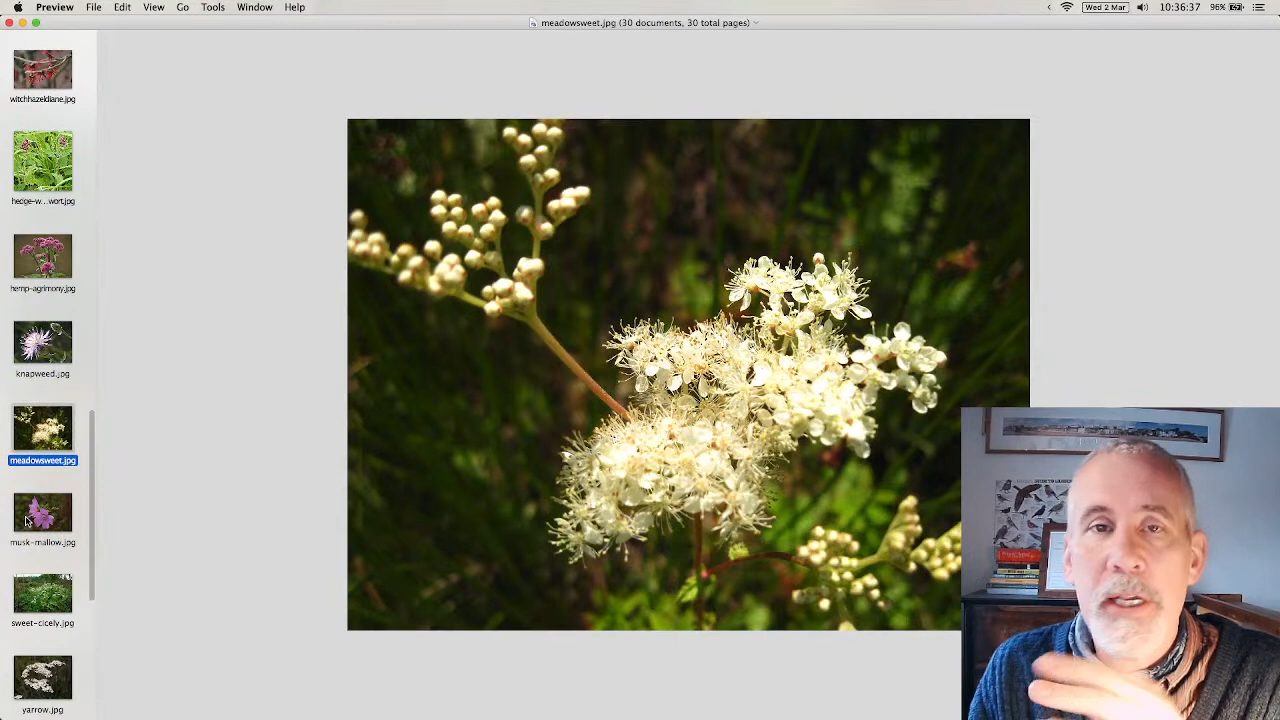 Preview File Edit View Go Tools Window Help
Wed 2 Mar 10:36:37 96%
meadowsweet.jpg (30 documents, 30 total pages)
witchhazeldiane.jpg
hedge-w...wort.jpg
hemp-agrimony.jpg
knapweed.jpg
meadowsweet.jpg
musk-mallow.jpg
sweet-cicely.jpg
yarrow.jpg